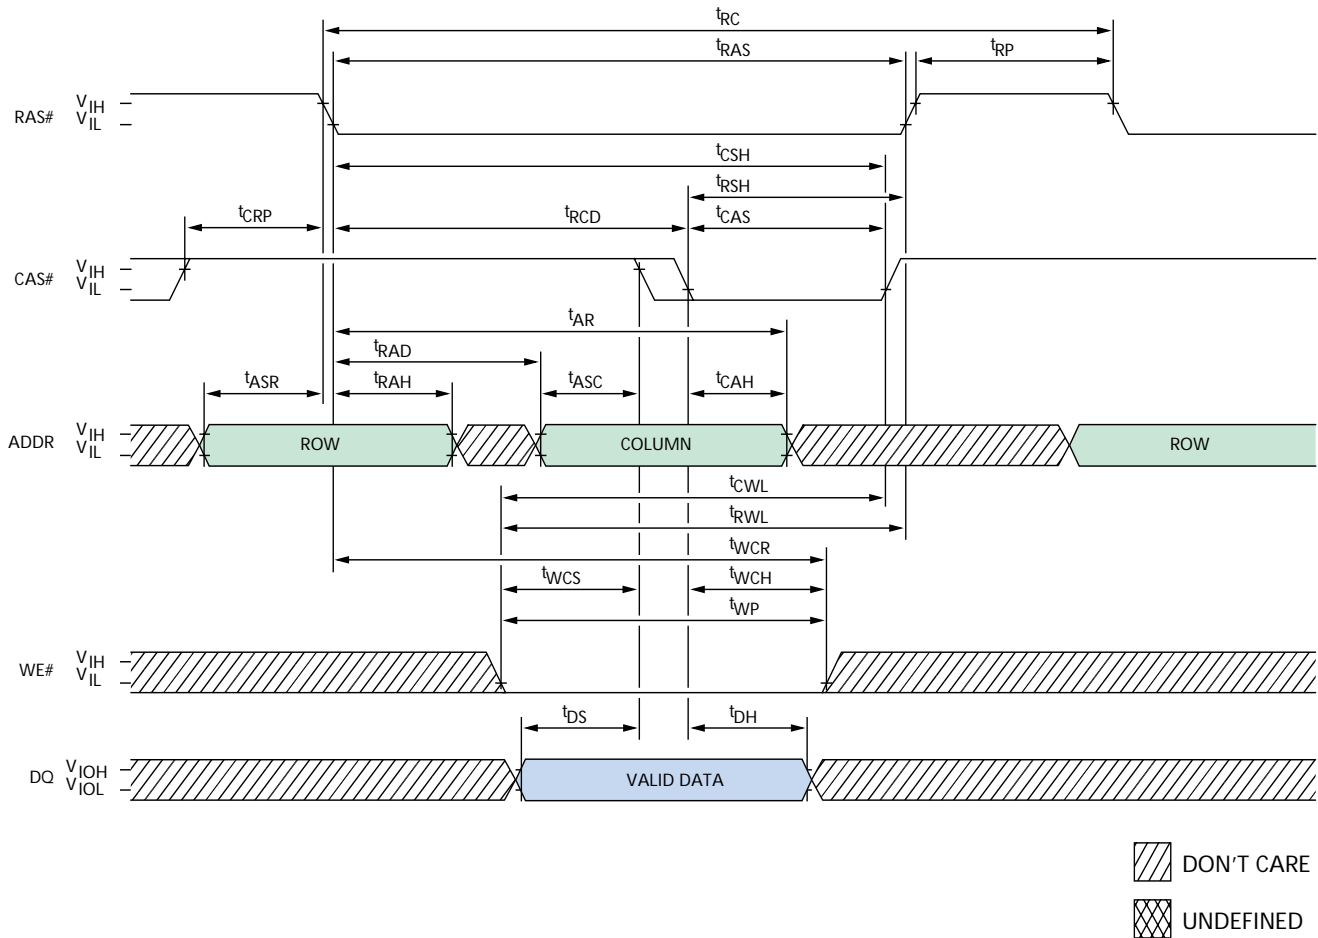 tRC
tRAS
tRP
RAS#
VIH
VIL
tCSH
tRSH
tCRP
tRCD
tCAS
CAS#
VIH
VIL
tAR
tRAD
tASR
tRAH
tASC
tCAH
ADDR
VIH
VIL
ROW
COLUMN
ROW
tCWL
tRWL
tWCR
tWCS
tWCH
tWP
WE#
VIH
VIL
tDS
tDH
DQ
VIOH
VIOL
VALID DATA
DON'T CARE
UNDEFINED